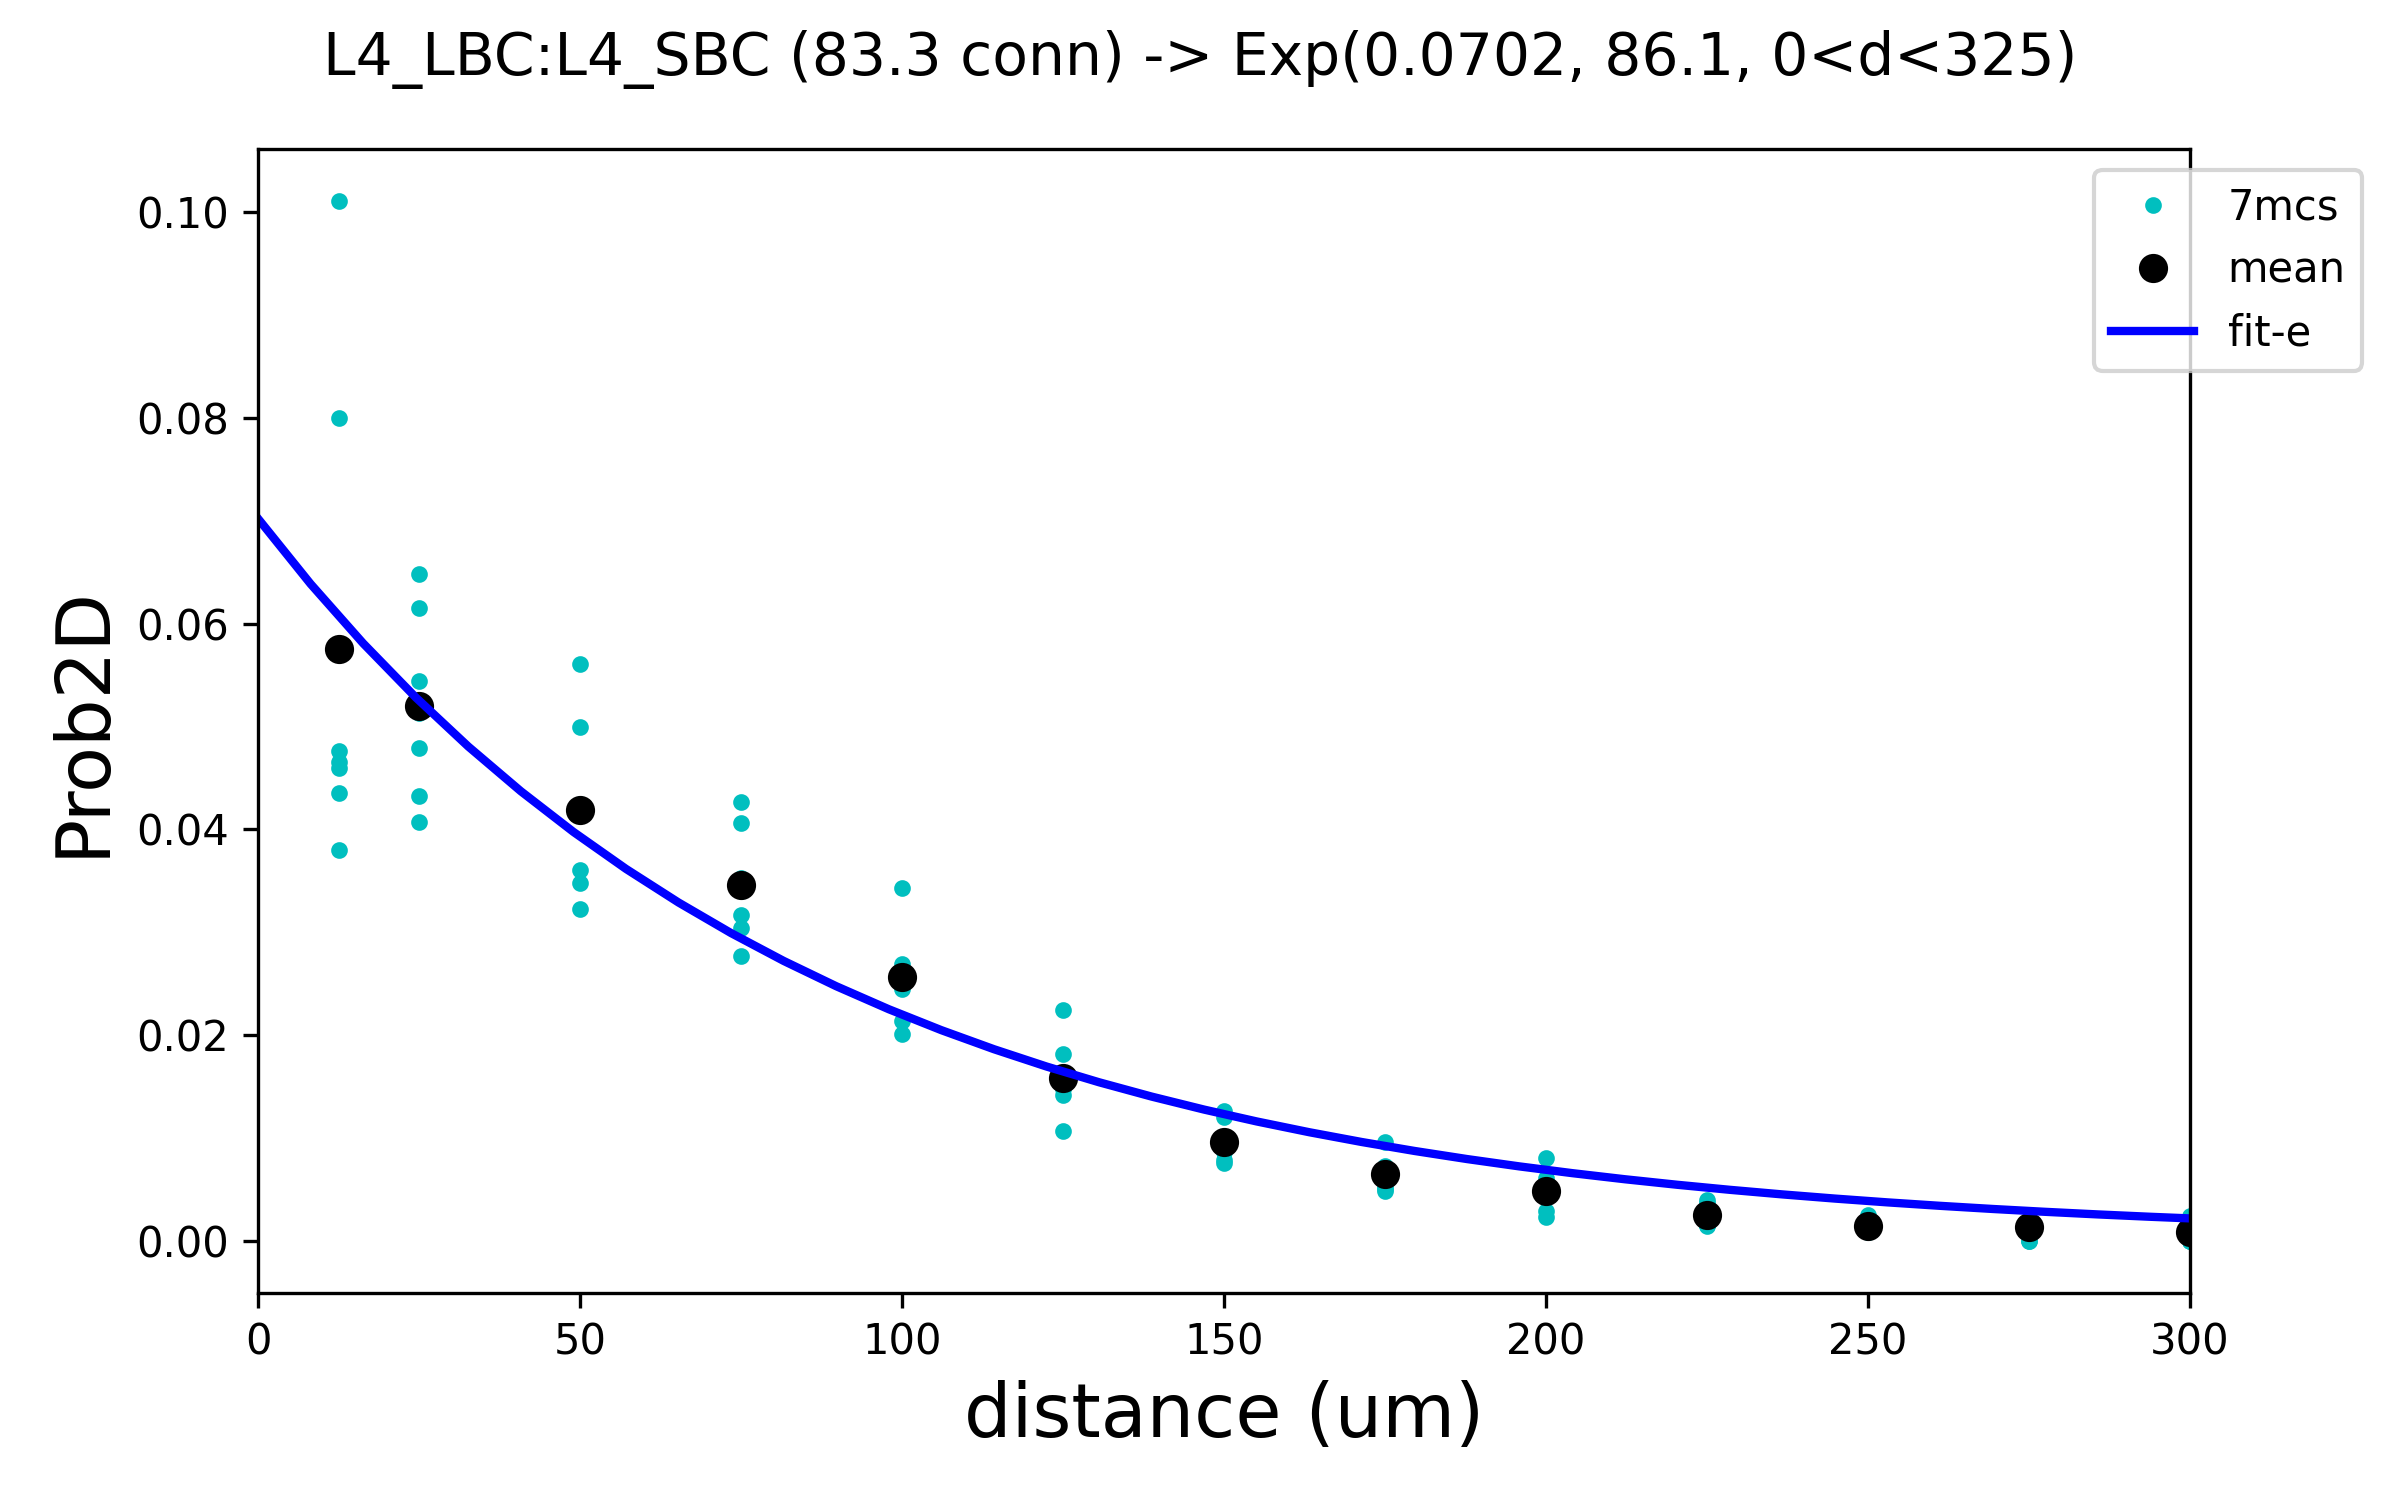 L4_LBC:L4_SBC (83.3 conn) -> Exp(0.0702, 86.1, 0<d<325)
7mcs
mean
fit-e
Prob2D
0.10
0.08
0.06
0.04
0.02
0.00
0 50 100 150 200 250 300
distance (um)